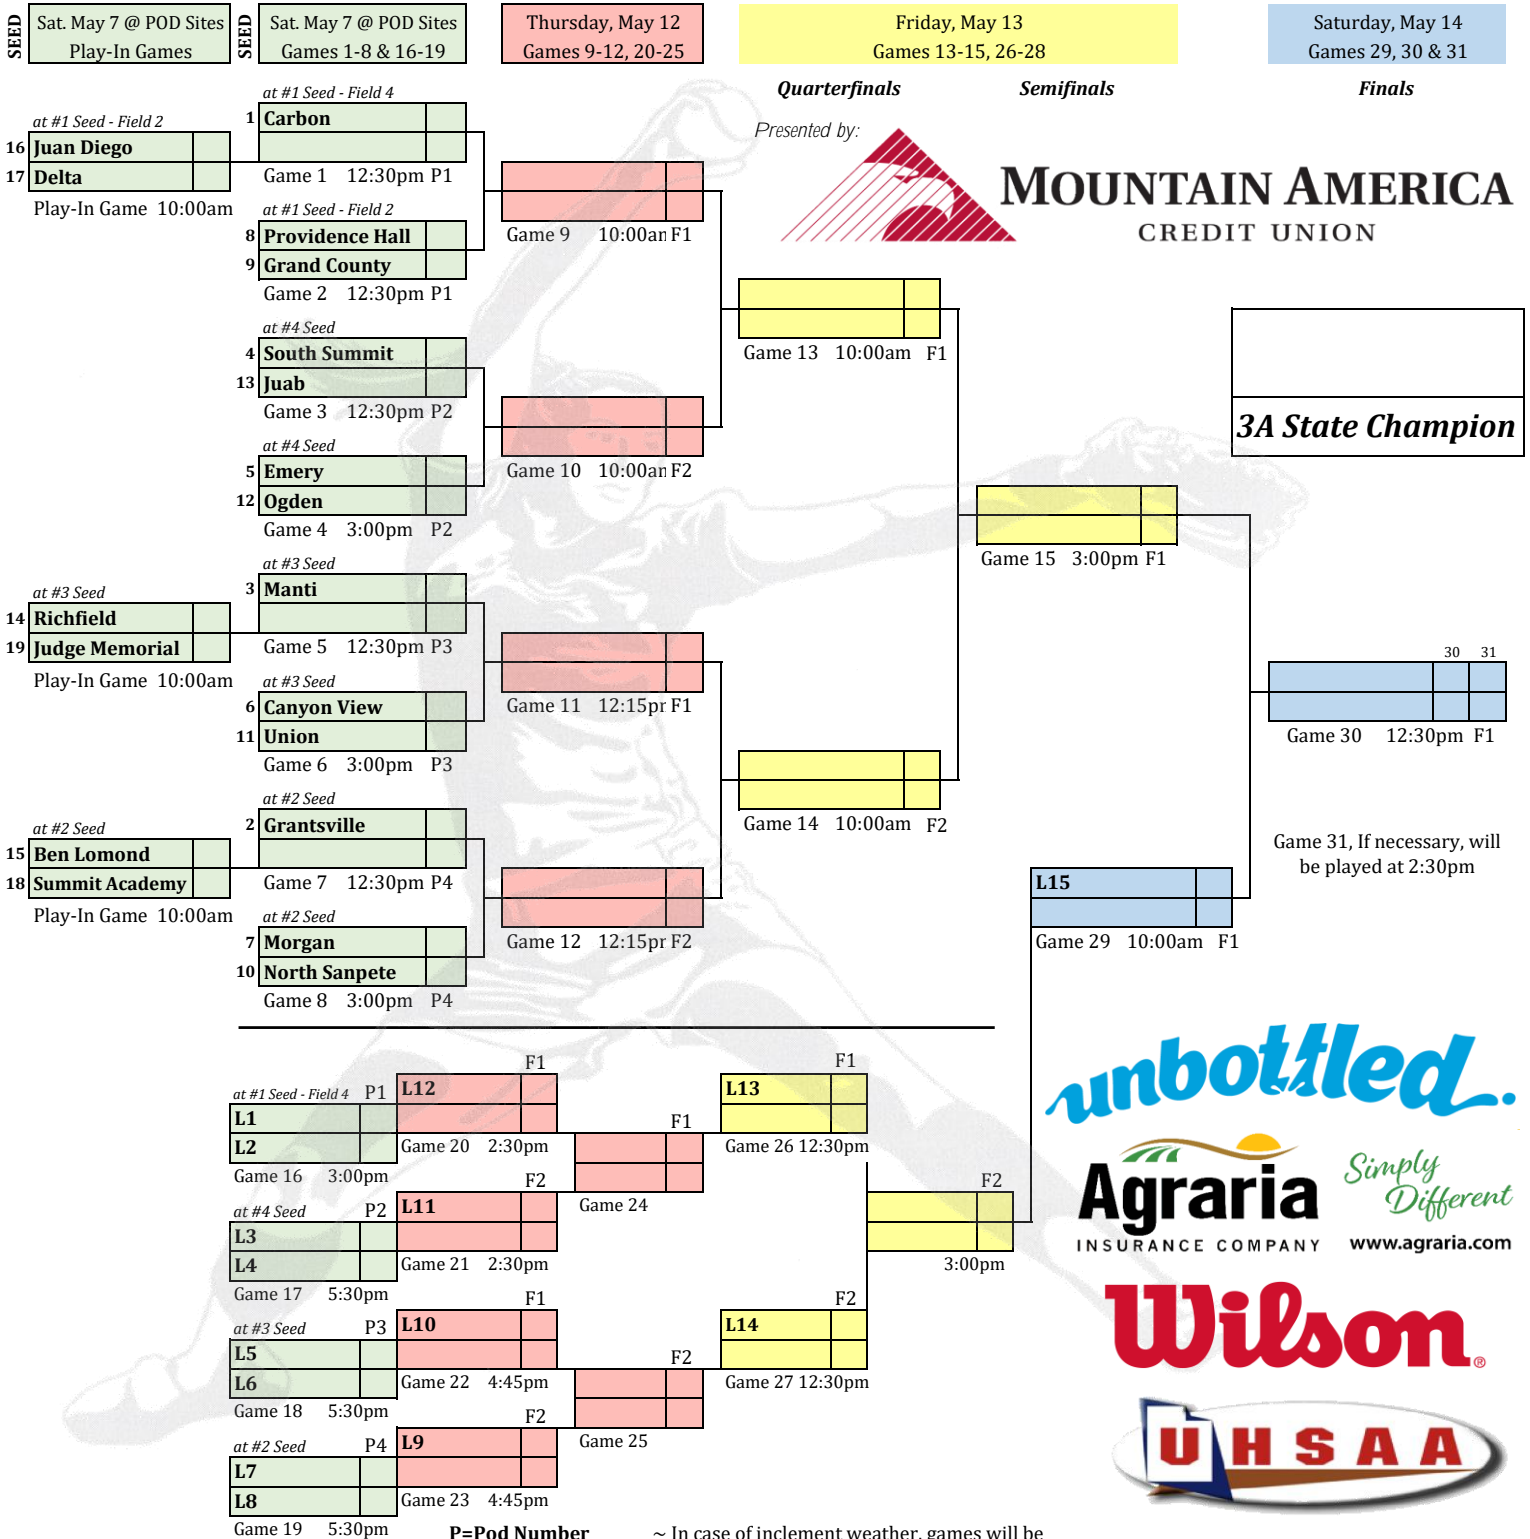 SEED
Sat. May 7 @ POD Sites
Play-In Games
SEED
Sat. May 7 @ POD Sites
Games 1-8 & 16-19
Thursday, May 12
Games 9-12, 20-25
Friday, May 13
Games 13-15, 26-28
Saturday, May 14
Games 29, 30 & 31
Quarterfinals
Semifinals
Finals
Presented by:
MOUNTAIN AMERICA
CREDIT UNION
at #1 Seed - Field 2
16 Juan Diego
17 Delta
Play-In Game 10:00am
at #1 Seed - Field 4
1 Carbon
Game 1 12:30pm P1
at #1 Seed - Field 2
8 Providence Hall
9 Grand County
Game 2 12:30pm P1
at #4 Seed
4 South Summit
13 Juab
Game 3 12:30pm P2
at #4 Seed
5 Emery
12 Ogden
Game 4 3:00pm P2
at #3 Seed
14 Richfield
19 Judge Memorial
Play-In Game 10:00am
at #3 Seed
3 Manti
Game 5 12:30pm P3
at #3 Seed
6 Canyon View
11 Union
Game 6 3:00pm P3
at #2 Seed
15 Ben Lomond
18 Summit Academy
Play-In Game 10:00am
at #2 Seed
2 Grantsville
Game 7 12:30pm P4
at #2 Seed
7 Morgan
10 North Sanpete
Game 8 3:00pm P4
Game 9 10:00am F1
Game 10 10:00am F2
Game 11 12:15pm F1
Game 12 12:15pm F2
Game 13 10:00am F1
Game 14 10:00am F2
Game 15 3:00pm F1
3A State Champion
30 31
Game 30 12:30pm F1
Game 31, If necessary, will
be played at 2:30pm
L15
Game 29 10:00am F1
at #1 Seed - Field 4 P1
L1
L2
Game 16 3:00pm
at #4 Seed P2
L3
L4
Game 17 5:30pm
at #3 Seed P3
L5
L6
Game 18 5:30pm
at #2 Seed P4
L7
L8
Game 19 5:30pm
F1
L12
Game 20 2:30pm
F2
L11
Game 21 2:30pm
F1
L10
Game 22 4:45pm
F2
L9
Game 23 4:45pm
F1
Game 24
F2
Game 25
F1
L13
Game 26 12:30pm
F2
L14
Game 27 12:30pm
F2
3:00pm
unbottled..
Agraria
INSURANCE COMPANY
Simply
Different
www.agraria.com
Wilson®
UHSAA
P=Pod Number
~ In case of inclement weather, games will be